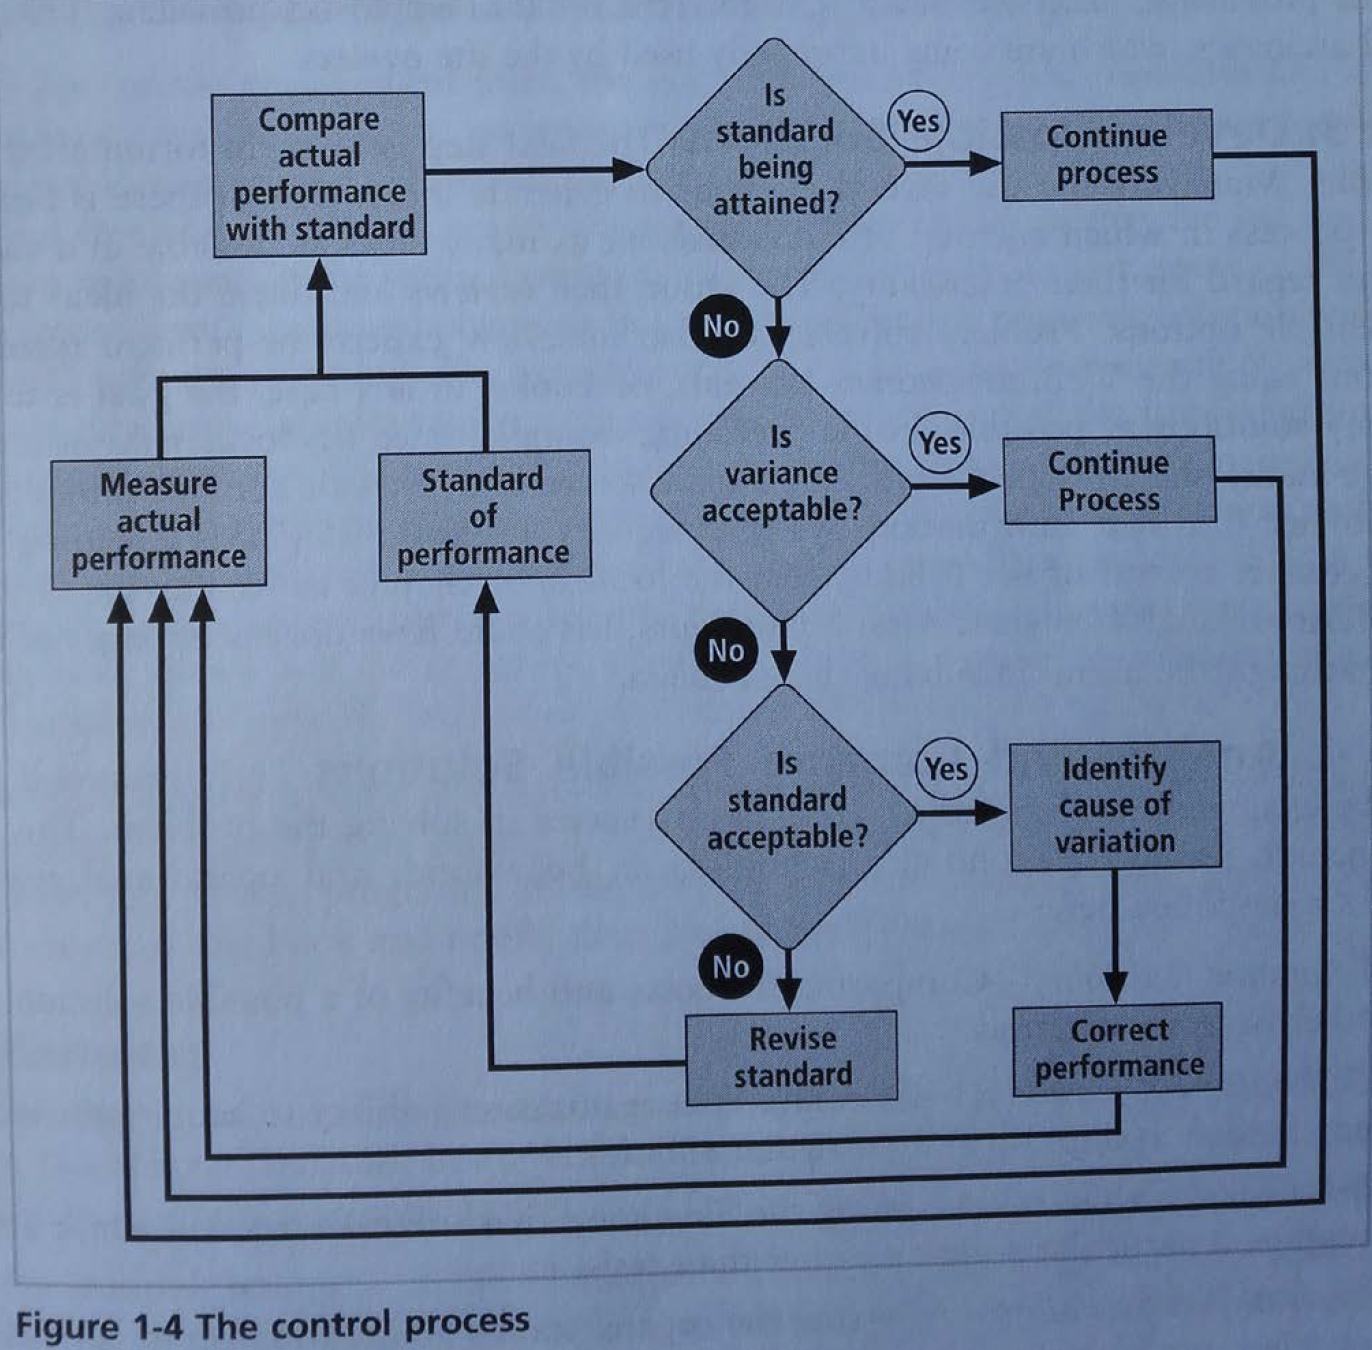 Compare
actual
performance
with standard
Is
standard
being
attained?
Yes
Continue
process
No
Is
variance
acceptable?
Yes
Continue
Process
Measure
actual
performance
Standard
of
performance
No
Is
standard
acceptable?
Yes
Identify
cause of
variation
No
Revise
standard
Correct
performance
Figure 1-4 The control process